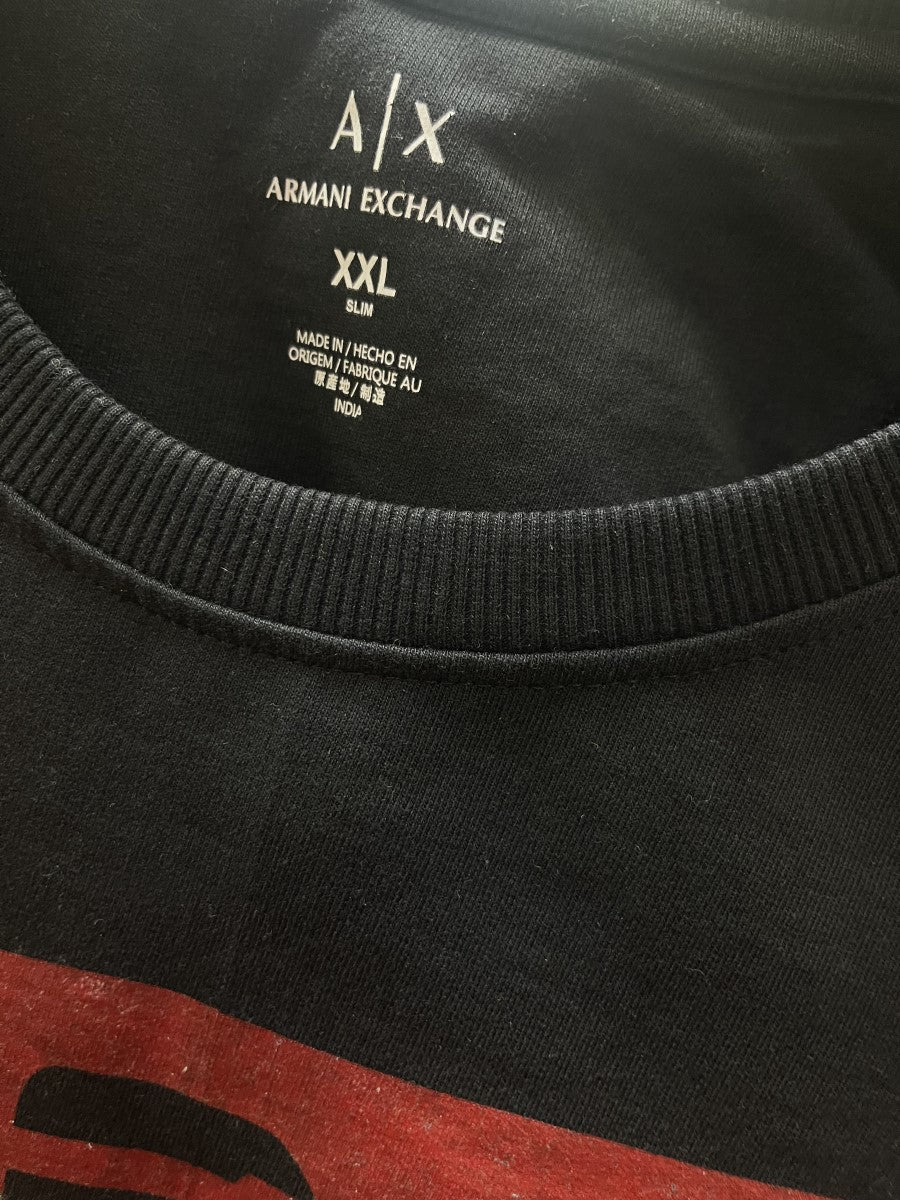 A|X
ARMANI EXCHANGE
XXL
SLIM
MADE IN / HECHO EN
ORIGEM / FABRIQUE AU
原産地 / 制造
INDIA